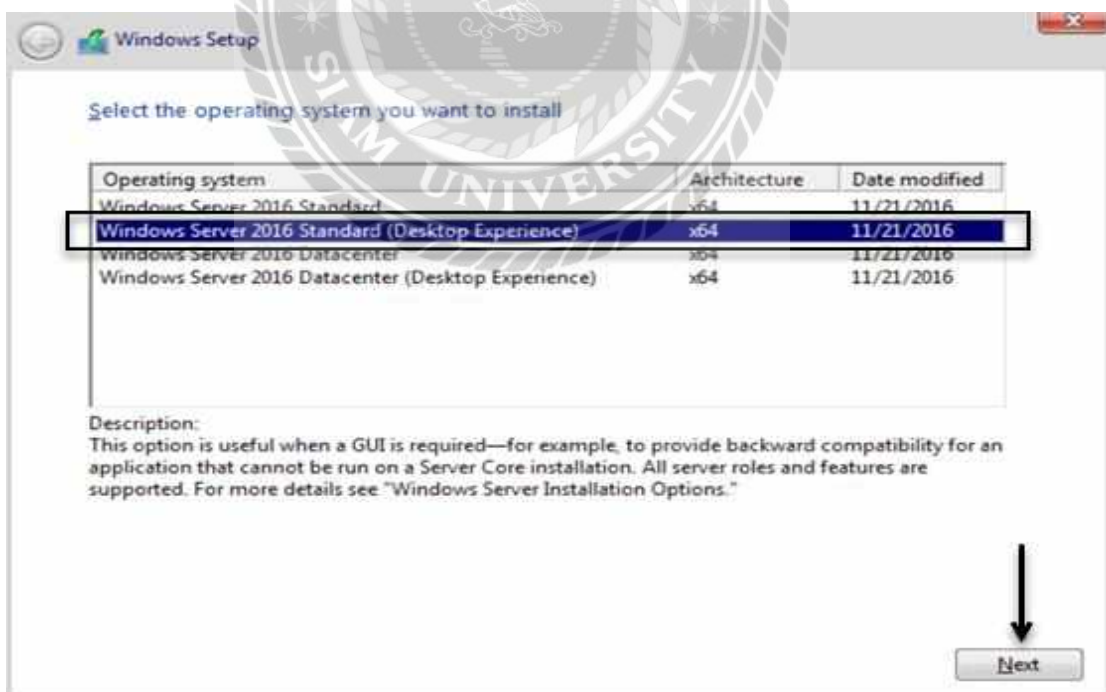 SIAM UNIVERSITY
Windows Setup
Select the operating system you want to install
Operating system Architecture Date modified
Windows Server 2016 Standard x64 11/21/2016
Windows Server 2016 Standard (Desktop Experience) x64 11/21/2016
Windows Server 2016 Datacenter x64 11/21/2016
Windows Server 2016 Datacenter (Desktop Experience) x64 11/21/2016
Description:
This option is useful when a GUI is required—for example, to provide backward compatibility for an
application that cannot be run on a Server Core installation. All server roles and features are
supported. For more details see "Windows Server Installation Options."
Next